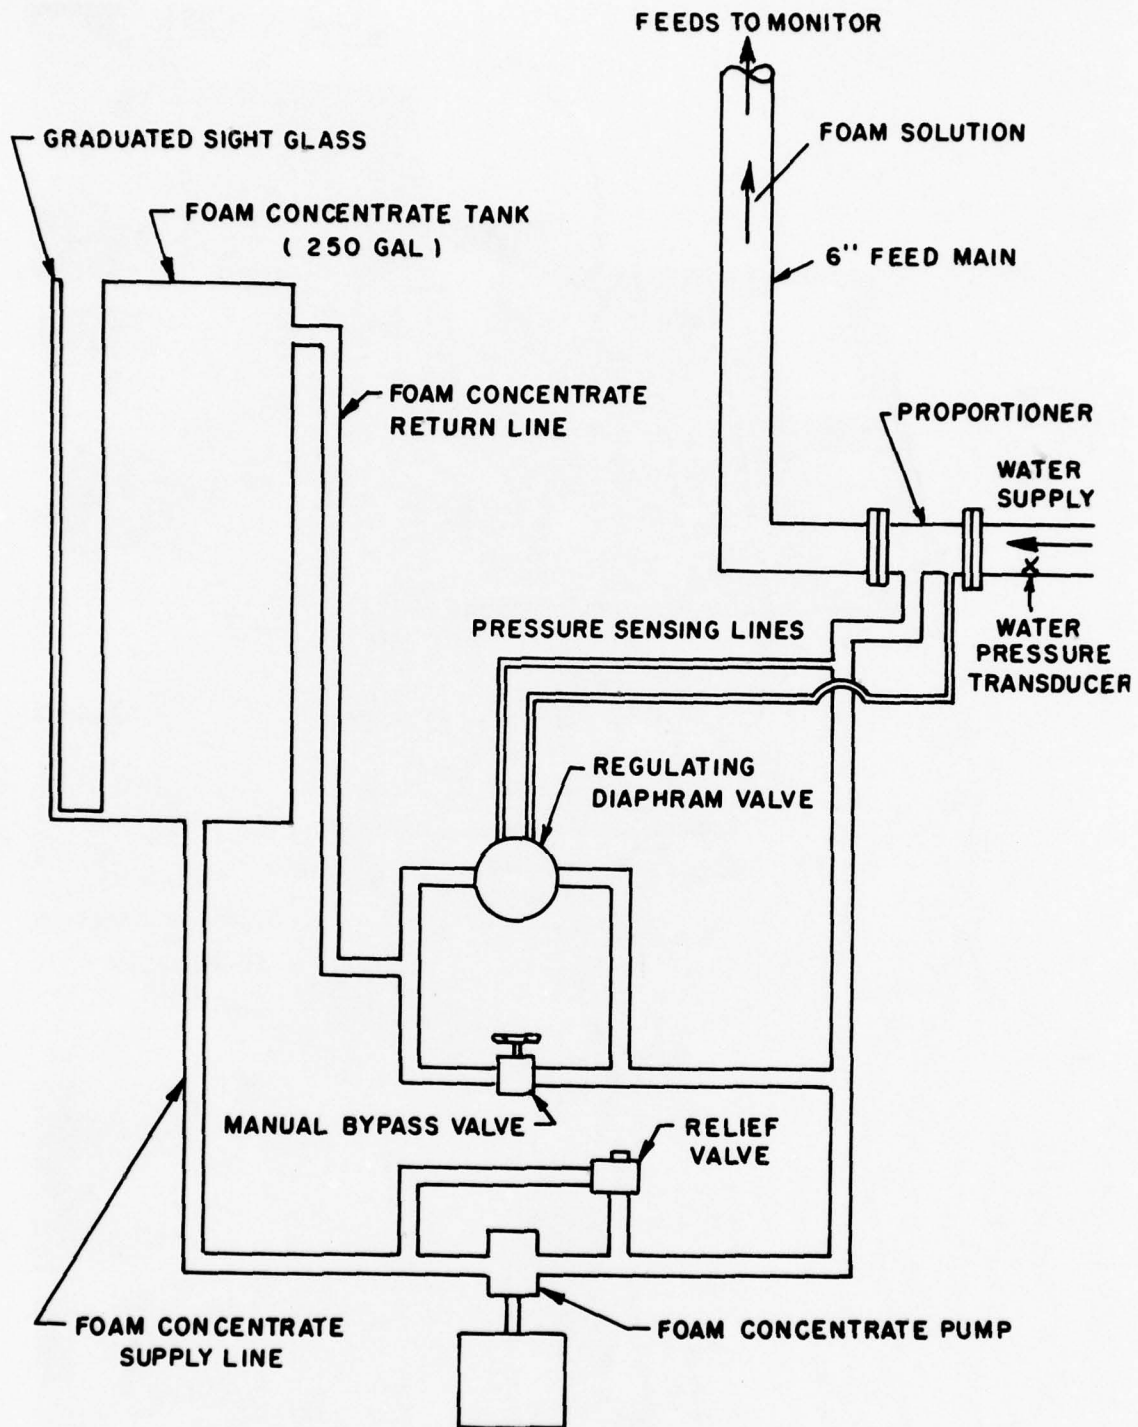 FEEDS TO MONITOR
GRADUATED SIGHT GLASS
FOAM SOLUTION
FOAM CONCENTRATE TANK
( 250 GAL )
6" FEED MAIN
FOAM CONCENTRATE
RETURN LINE
PROPORTIONER
WATER
SUPPLY
PRESSURE SENSING LINES
WATER
PRESSURE
TRANSDUCER
REGULATING
DIAPHRAM VALVE
MANUAL BYPASS VALVE
RELIEF
VALVE
FOAM CONCENTRATE
SUPPLY LINE
FOAM CONCENTRATE PUMP